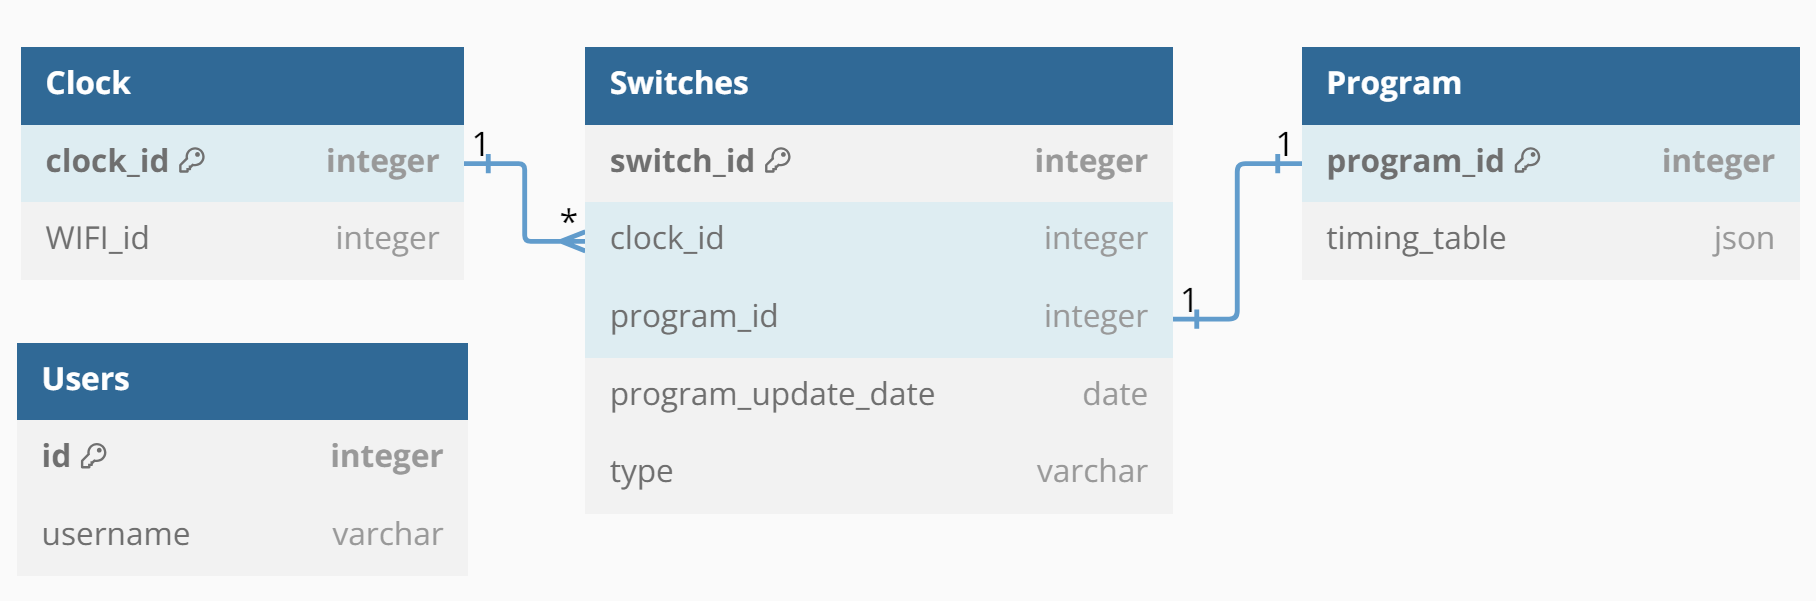 Clock
clock_id integer
WIFI_id integer
1
*
Switches
switch_id integer
clock_id integer
program_id integer
program_update_date date
type varchar
1
1
Program
program_id integer
timing_table json
Users
id integer
username varchar